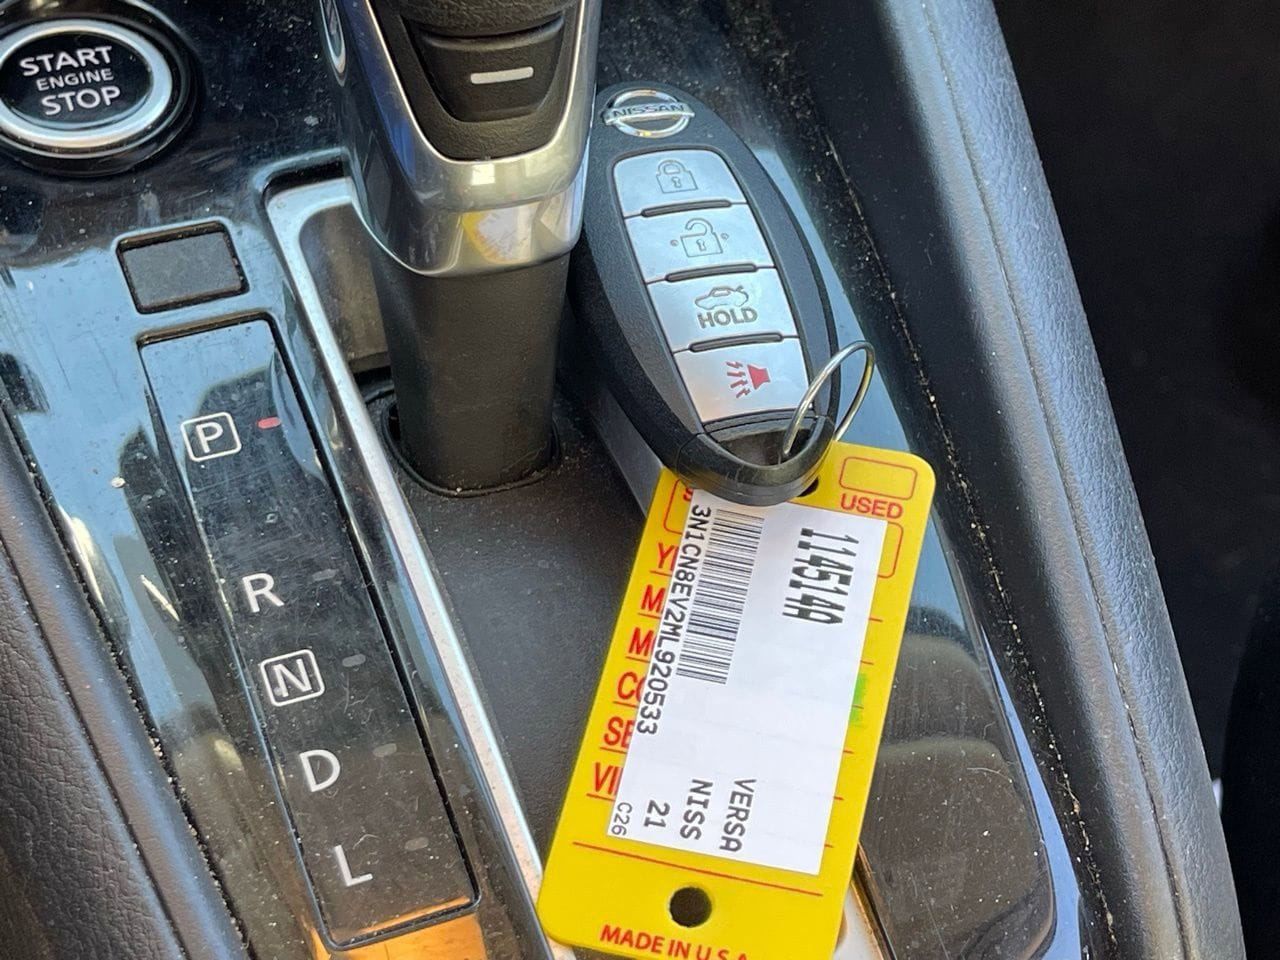 START
ENGINE
STOP
NISSAN
HOLD
P
R
N
D
L
USED
114514A
3N1CN8EV2ML920533
VERSA
NISS
21
C26
MADE IN U.S.A.